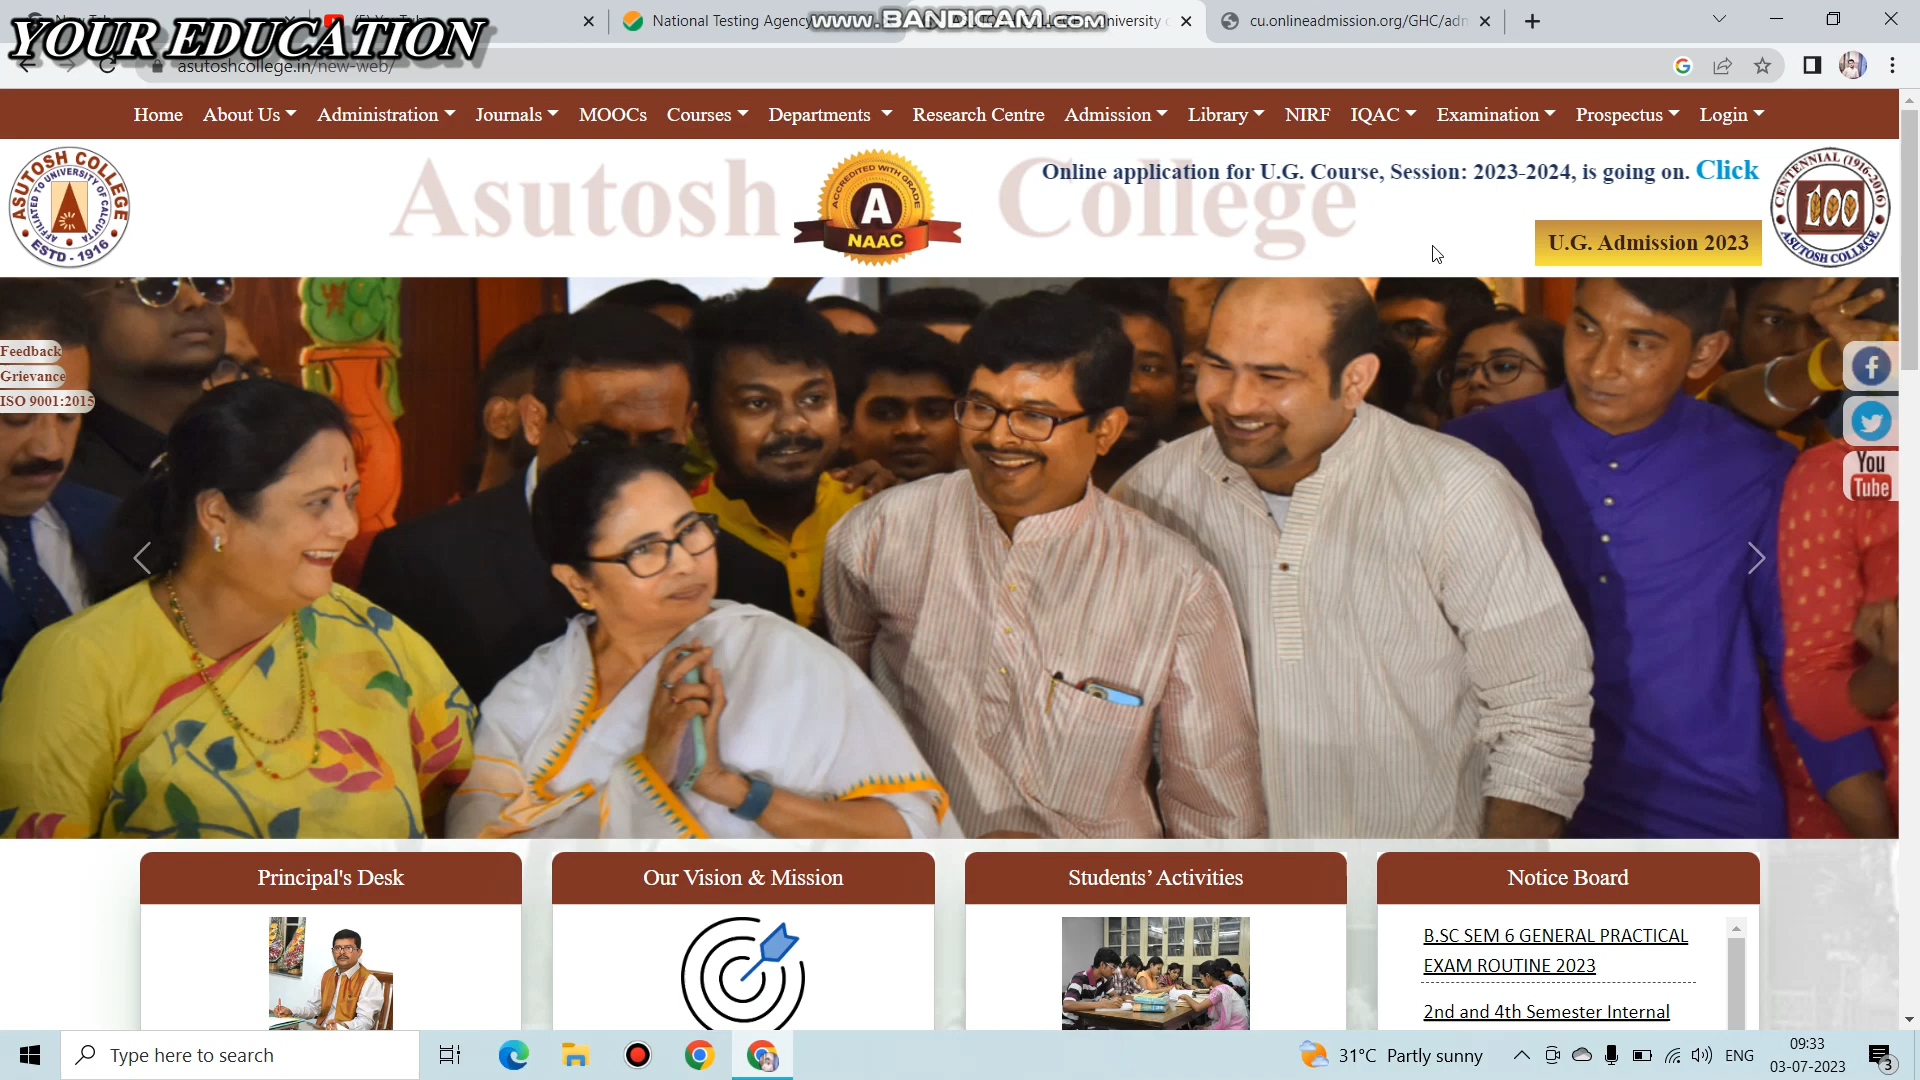 YOUR EDUCATION
www.BANDICAM.COM
National Testing Agency
University
cu.onlineadmission.org/GHC/adn
asutoshcollege.in/new-web/
Home About Us Administration Journals MOOCs Courses Departments Research Centre Admission Library NIRF IQAC Examination Prospectus Login
ASUTOSH COLLEGE
AFFILIATED TO UNIVERSITY OF CALCUTTA
ESTD - 1916
Asutosh College
ACCREDITED WITH GRADE
A
NAAC
Online application for U.G. Course, Session: 2023-2024, is going on. Click
U.G. Admission 2023
CENTENNIAL (1916-2016)
100
ASUTOSH COLLEGE
Feedback
Grievance
ISO 9001:2015
You
Tube
Principal's Desk
Our Vision & Mission
Students' Activities
Notice Board
B.SC SEM 6 GENERAL PRACTICAL
EXAM ROUTINE 2023
2nd and 4th Semester Internal
Type here to search
31°C Partly sunny
ENG
09:33
03-07-2023
3